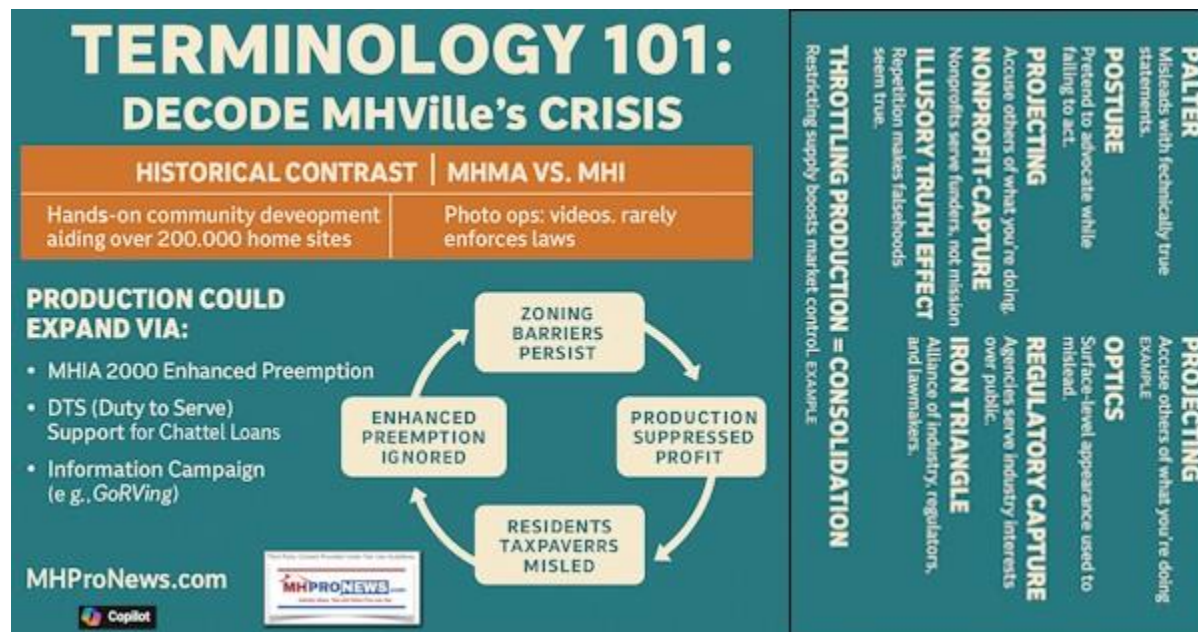 TERMINOLOGY 101:
DECODE MHVille's CRISIS
HISTORICAL CONTRAST | MHMA VS. MHI
Hands-on community deveopment
aiding over 200.000 home sites
Photo ops: videos. rarely
enforces laws
PRODUCTION COULD
EXPAND VIA:
• MHIA 2000 Enhanced Preemption
• DTS (Duty to Serve)
Support for Chattel Loans
• Information Campaign
(e g., GoRVing)
ZONING
BARRIERS
PERSIST
PRODUCTION
SUPPRESSED
PROFIT
RESIDENTS
TAXPAVERRS
MISLED
ENHANCED
PREEMPTION
IGNORED
MHProNews.com
MHPRONEWS.com
Copilot
PALTER
Misleads with fechnically true
statements.
POSTURE
Pretend to advocate while
failing to act.
PROJECTING
Accuse others of what you're doing.
NONPROFIT-CAPTURE
Nonprofits serve funders, not mission
ILLUSORY TRUTH EFFECT
Repetition makes falsehoods
seem true.
THROTTLING PRODUCTION = CONSOLIDATION
Restricting supply boosts market control. EXAMPLE
PROJECTING
Accuse others of what you're doing
EXAMPLE
OPTICS
Surface-level appearance used to
mislead.
REGULATORY CAPTURE
Agencies serve industry interests
over public.
IRON TRIANGLE
Alliance of industry, regulators,
and lawmakers.